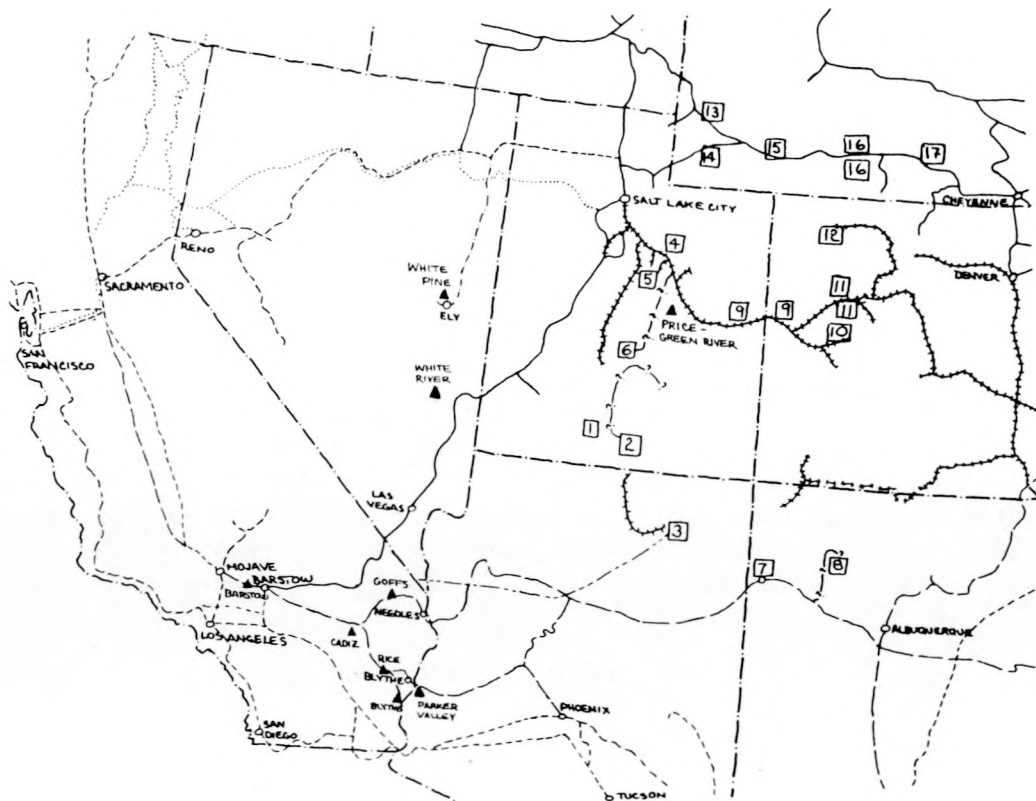 13
14
15
16
16
17
CHEYENNE
SALT LAKE CITY
RENO
4
12
WHITE
PINE
ELY
5
SACRAMENTO
DENVER
11
11
9
9
10
PRICE -
GREEN RIVER
6
SAN
FRANCISCO
WHITE
RIVER
1
2
LAS
VEGAS
3
MOJAVE
BARSTOW
BARSTOW
GOFFS
NEEDLES
7
8
LOS ANGELES
CADIZ
ALBUQUERQUE
RICE
BLYTHE
BLYTHE
PARKER
VALLEY
PHOENIX
SAN
DIEGO
TUCSON